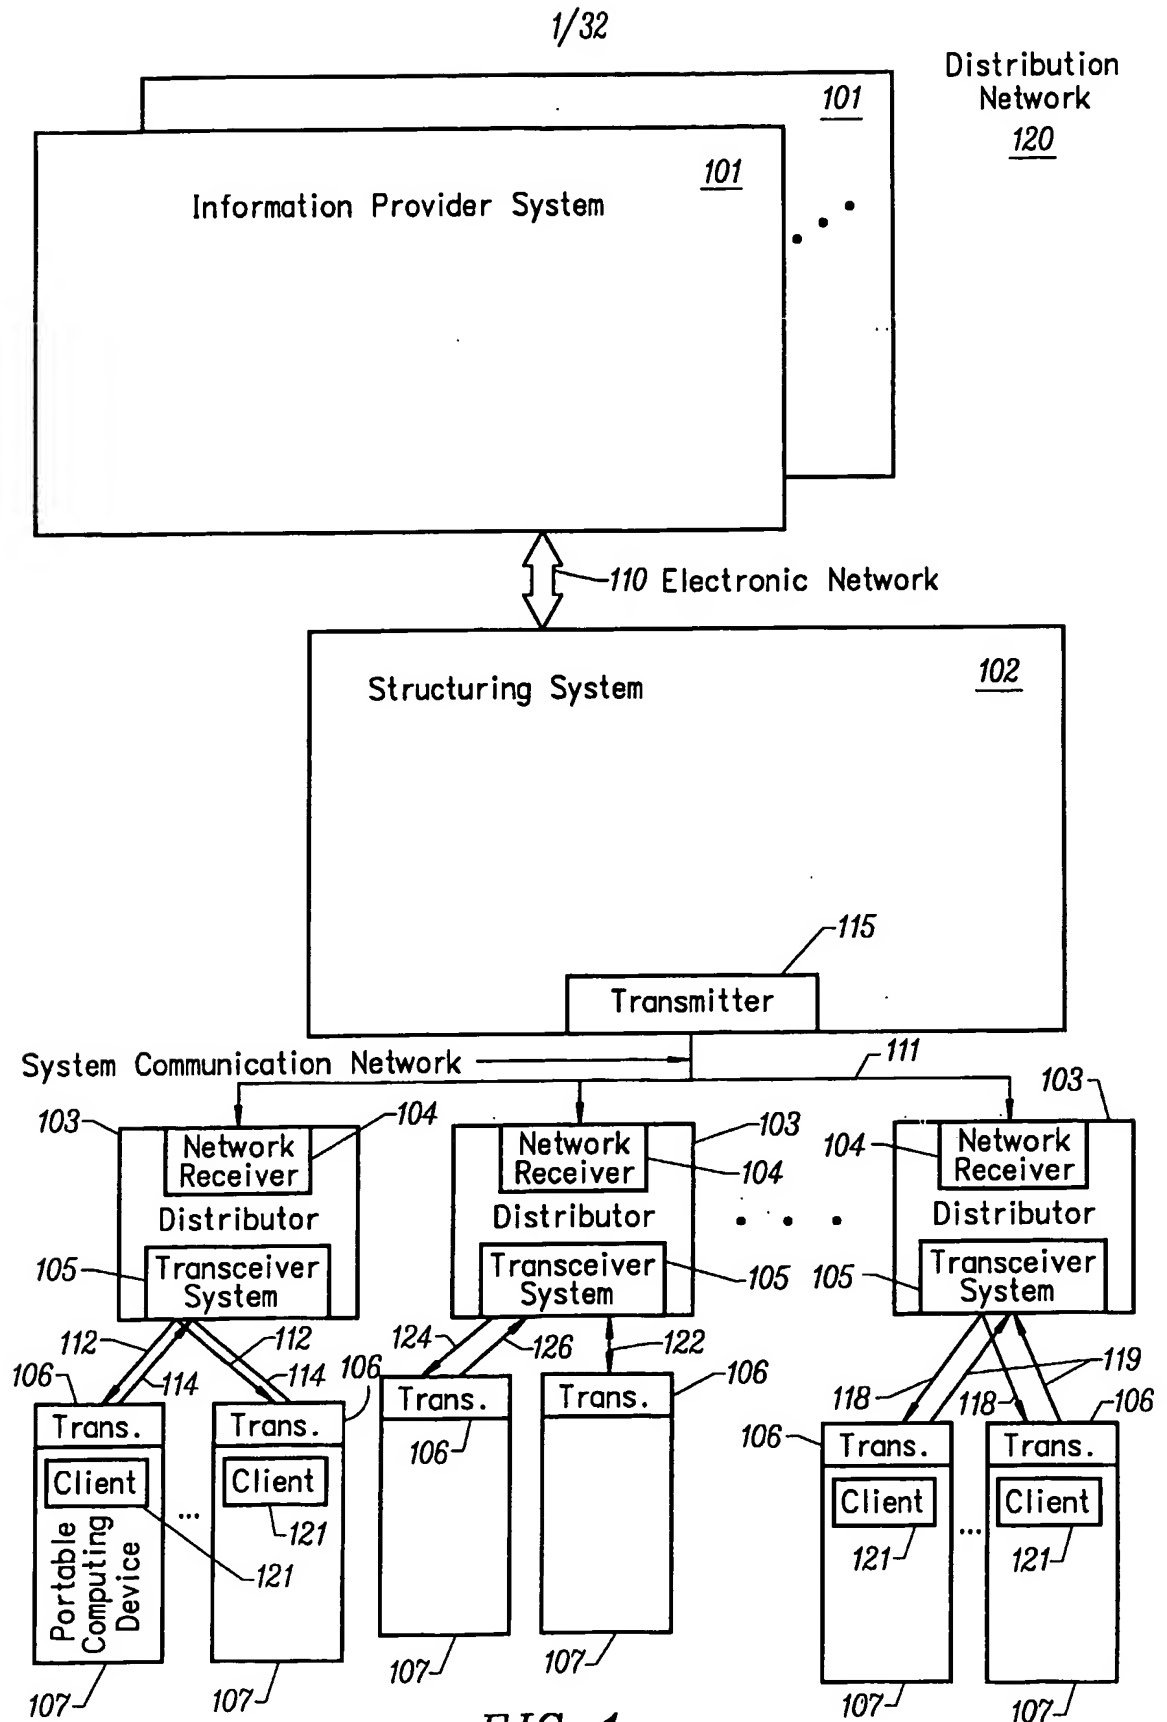 1/32
Distribution
Network
120
101
101
Information Provider System
110 Electronic Network
Structuring System
102
115
Transmitter
System Communication Network
111
103
104
103
103
Network
Receiver
Network
Receiver
104
104
Network
Receiver
Distributor
Distributor
Distributor
105
Transceiver
System
Transceiver
System
105
105
Transceiver
System
112
112
114
114
124
126
122
118
118
119
106
106
106
106
106
106
Trans.
Trans.
Trans.
Trans.
Trans.
Trans.
Client
Client
Client
Client
121
121
121
121
...
...
Portable
Computing
Device
107
107
107
107
107
107
FIG. 1